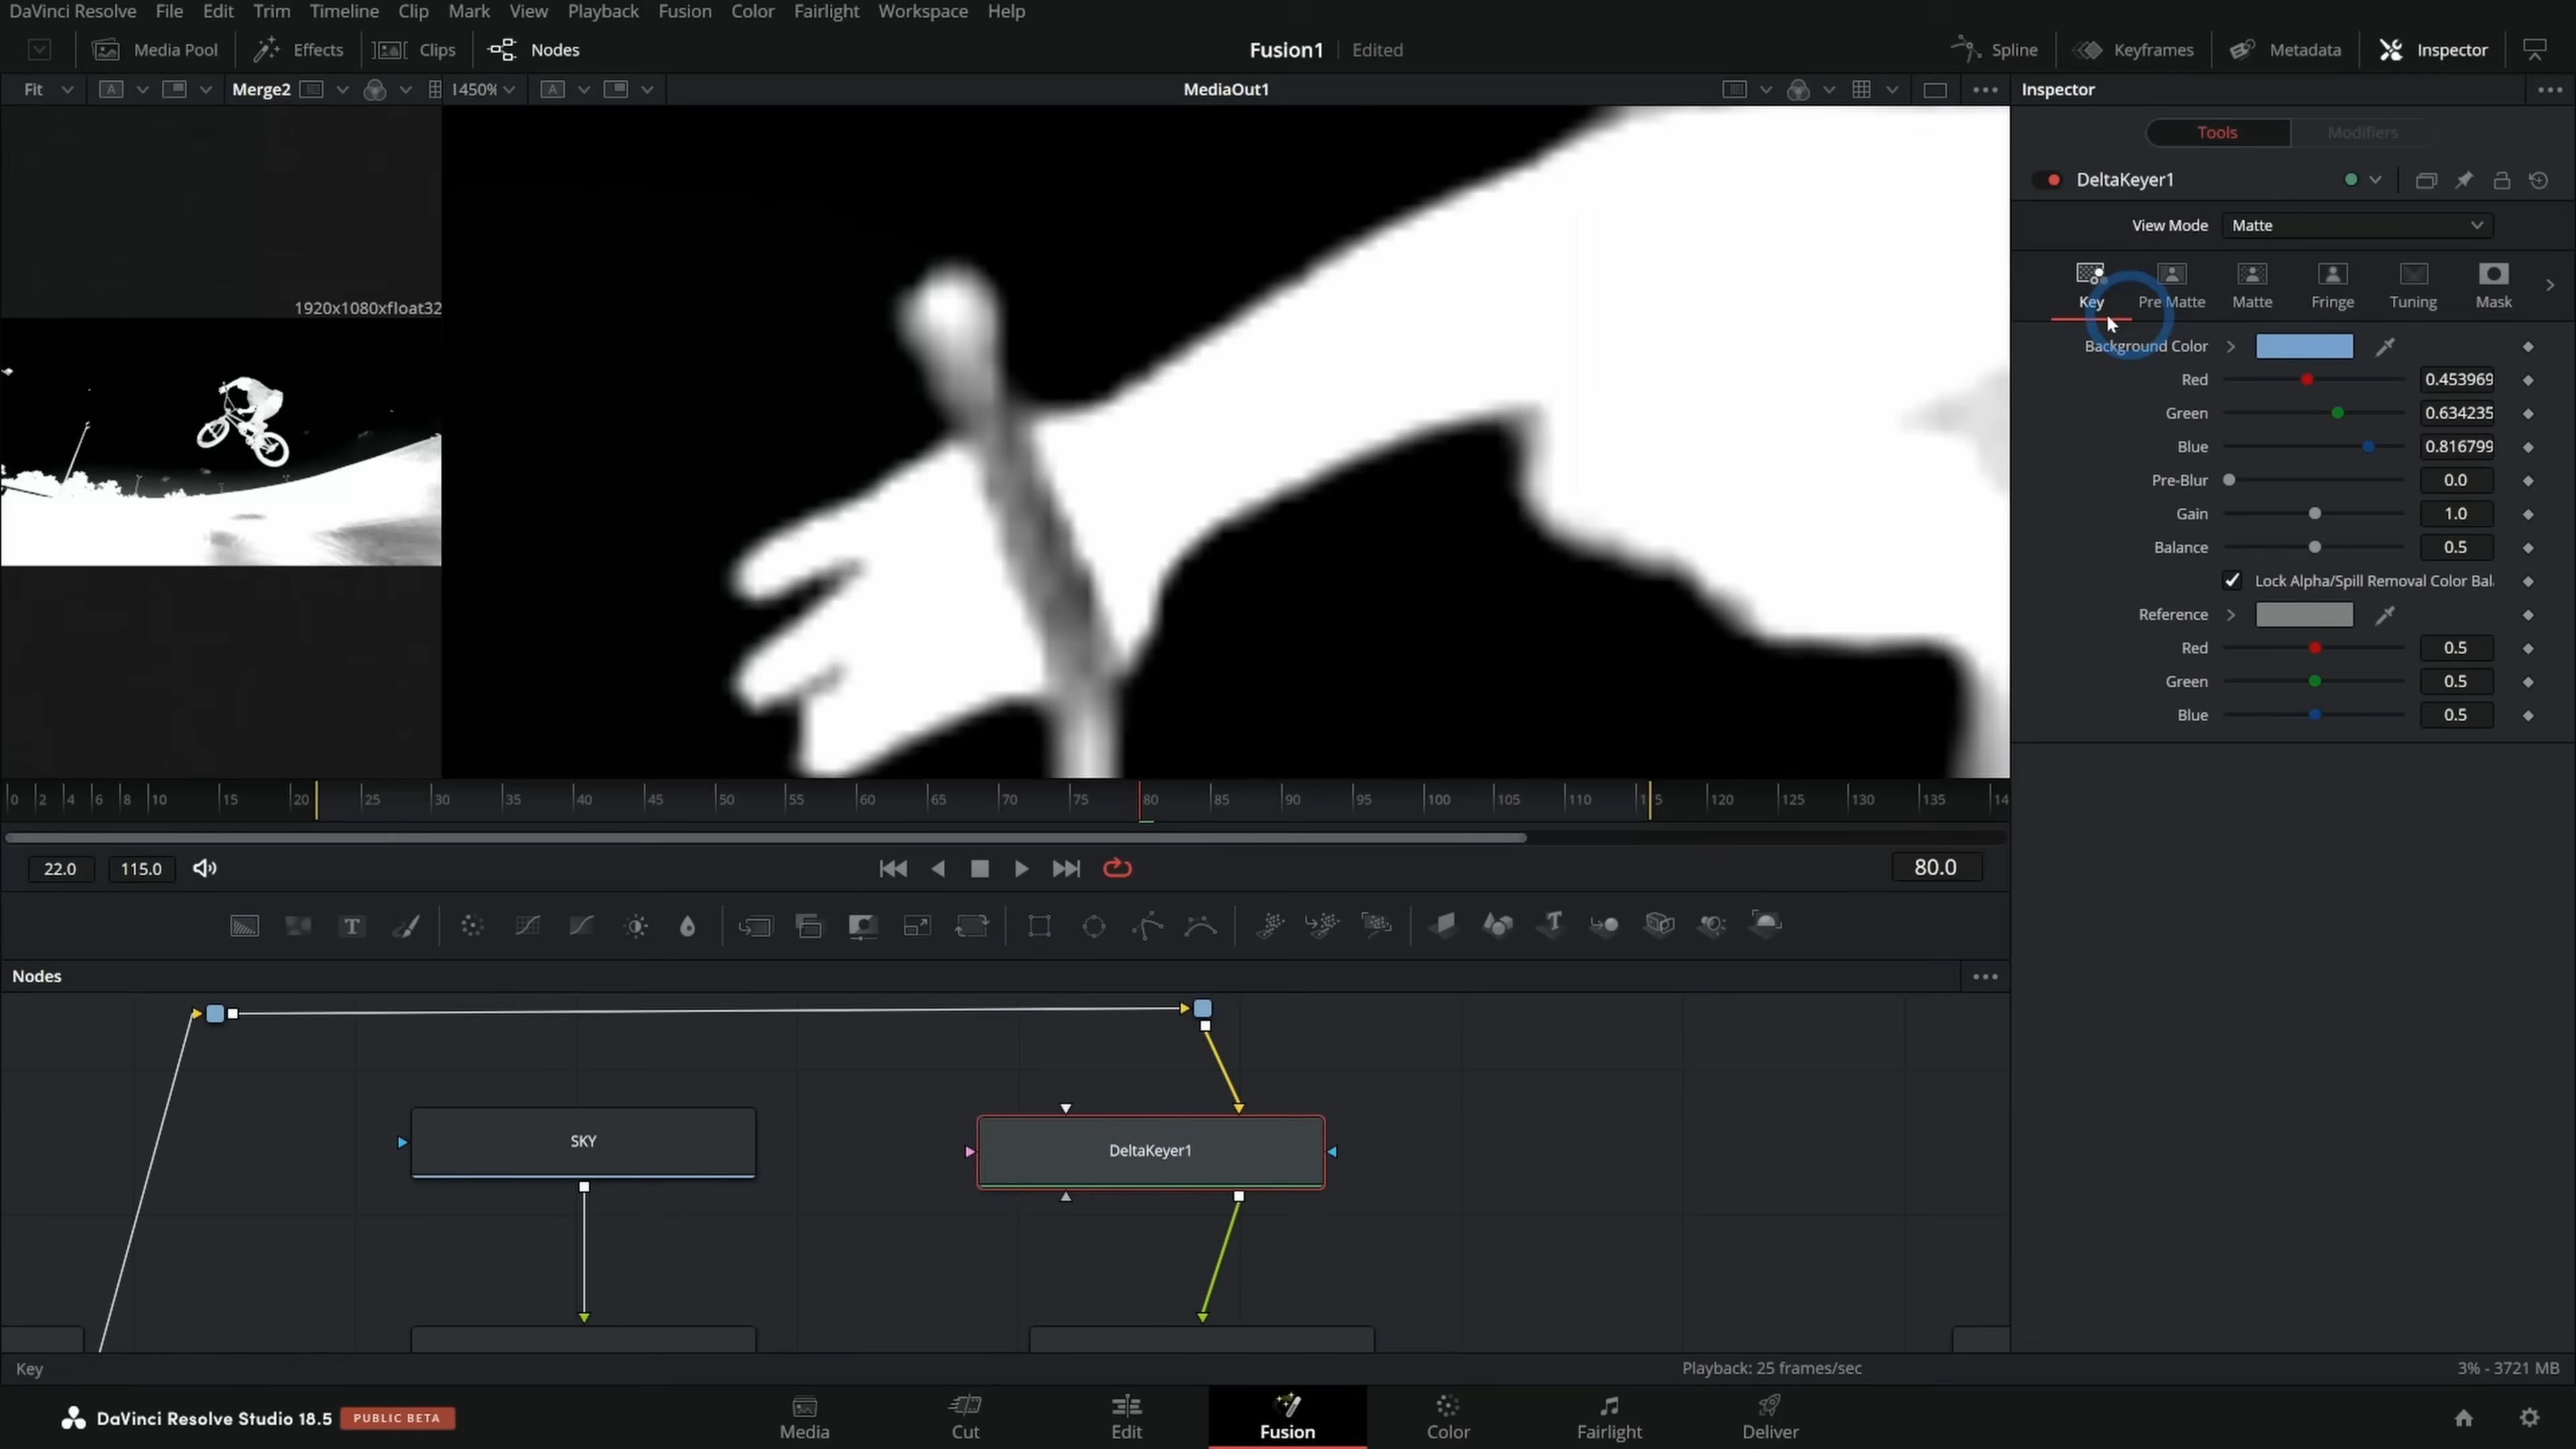 DaVinci Resolve File Edit Trim Timeline Clip Mark View Playback Fusion Color Fairlight Workspace Help
Media Pool Effects Clips Nodes Fusion1 Edited Spline Keyframes Metadata Inspector
Fit A Merge2 1450% A MediaOut1 Inspector
Tools Modifiers
DeltaKeyer1
View Mode Matte
Key Pre Matte Matte Fringe Tuning Mask
1920x1080xfloat32
Background Color
Red 0.453969
Green 0.634235
Blue 0.816799
Pre-Blur 0.0
Gain 1.0
Balance 0.5
Lock Alpha/Spill Removal Color Bal
Reference
Red 0.5
Green 0.5
Blue 0.5
0 2 4 6 8 10 15 20 25 30 35 40 45 50 55 60 65 70 75 80 85 90 95 100 105 110 115 120 125 130 135 14
22.0 115.0 80.0
T T
Nodes
SKY
DeltaKeyer1
Key Playback: 25 frames/sec 3% - 3721 MB
DaVinci Resolve Studio 18.5 PUBLIC BETA
Media Cut Edit Fusion Color Fairlight Deliver